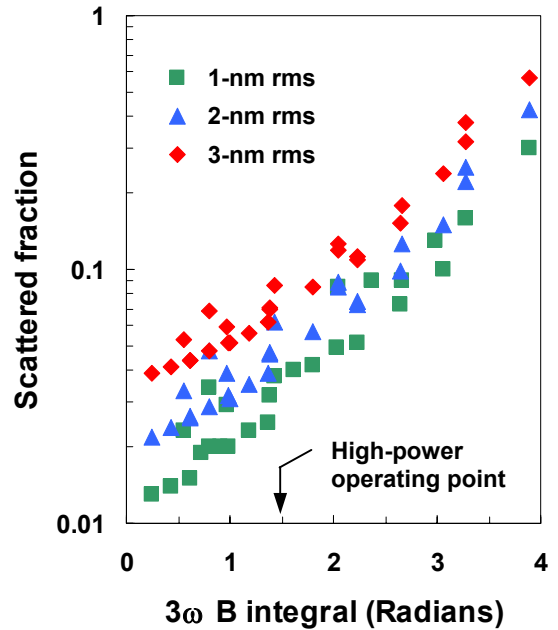 1
1-nm rms
2-nm rms
3-nm rms
0.1
Scattered fraction
High-power
operating point
0.01
0 1 2 3 4
3ω B integral (Radians)